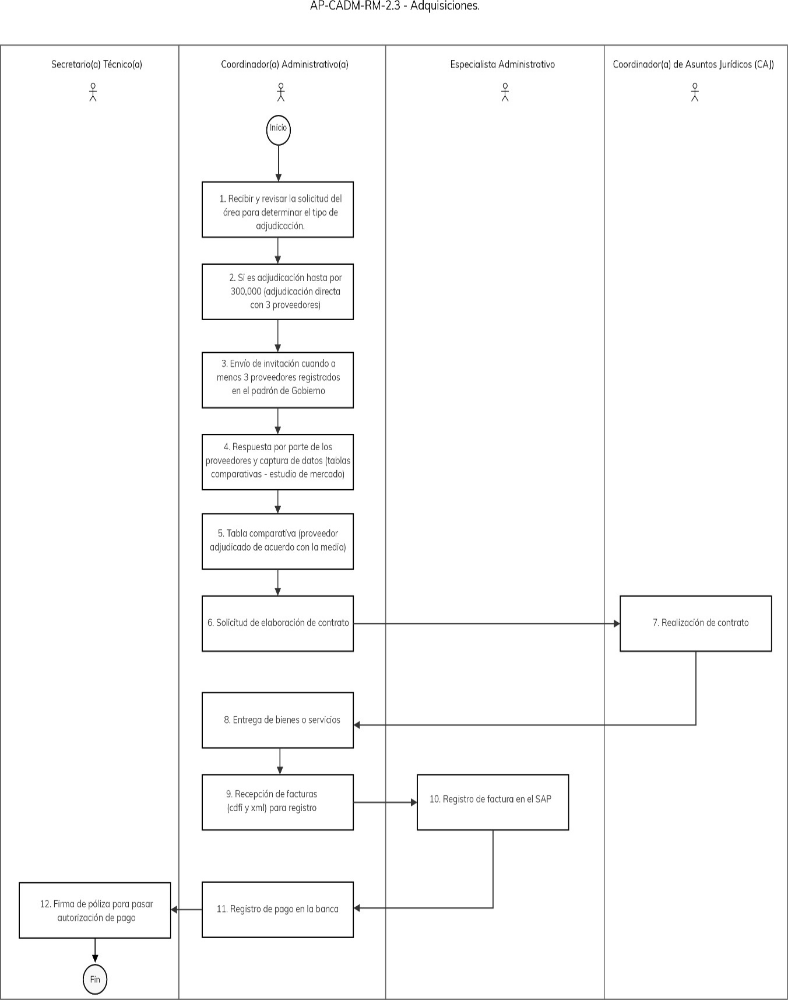 AP-CADM-RM-2.3 - Adquisiciones.
Secretario(a) Técnico(a)
Coordinador(a) Administrativo(a)
Especialista Administrativo
Coordinador(a) de Asuntos Jurídicos (CAJ)
Inicio
1. Recibir y revisar la solicitud del
área para determinar el tipo de
adjudicación.
2. Si es adjudicación hasta por
300,000 (adjudicación directa
con 3 proveedores)
3. Envío de invitación cuando a
menos 3 proveedores registrados
en el padrón de Gobierno
4. Respuesta por parte de los
proveedores y captura de datos (tablas
comparativas - estudio de mercado)
5. Tabla comparativa (proveedor
adjudicado de acuerdo con la media)
6. Solicitud de elaboración de contrato
7. Realización de contrato
8. Entrega de bienes o servicios
9. Recepción de facturas
(cdfi y xml) para registro
10. Registro de factura en el SAP
11. Registro de pago en la banca
12. Firma de póliza para pasar
autorización de pago
Fin